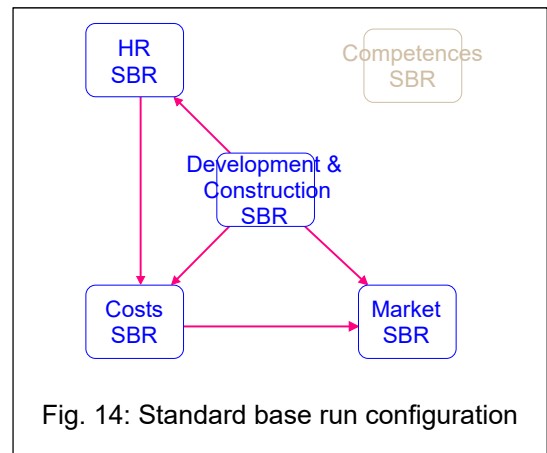 HR
SBR
Competences
SBR
Development &
Construction
SBR
Costs
SBR
Market
SBR
Fig. 14: Standard base run configuration